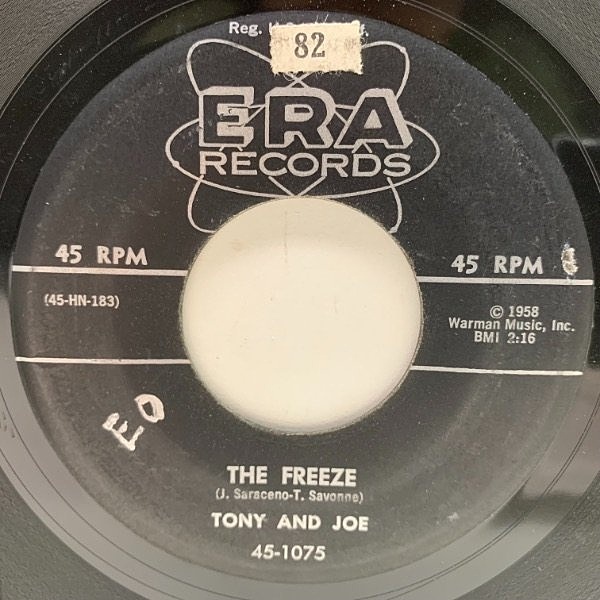 Reg.
82
ERA
RECORDS
45 RPM
45 RPM
(45-HN-183)
© 1958
Warman Music, Inc.
BMI 2:16
EO
THE FREEZE
(J. Saraceno-T. Savonne)
TONY AND JOE
45-1075